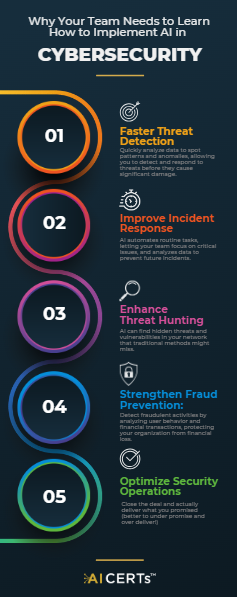 Why Your Team Needs to Learn
How to Implement AI in
CYBERSECURITY
01
Faster Threat
Detection
Quickly analyze data to spot
patterns and anomalies, allowing
you to detect and respond to
threats before they cause
significant damage.
02
Improve Incident
Response
AI automates routine tasks,
letting your team focus on critical
issues, and analyzes data to
prevent future incidents.
03
Enhance
Threat Hunting
AI can find hidden threats and
vulnerabilities in your network
that traditional methods might
miss.
04
Strengthen Fraud
Prevention:
Detect fraudulent activities by
analyzing user behavior and
financial transactions, protecting
your organization from financial
loss.
05
Optimize Security
Operations
Close the deal and actually
deliver what you promised
(better to under promise and
over deliver!)
AI CERTs™